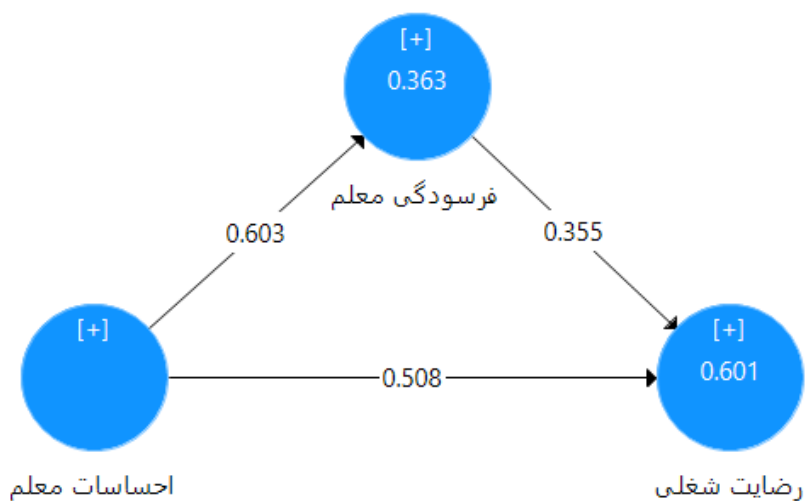 [+]
0.363
فرسودگی معلم
0.603
0.355
[+]
[+]
0.601
0.508
احساسات معلم
رضایت شغلی